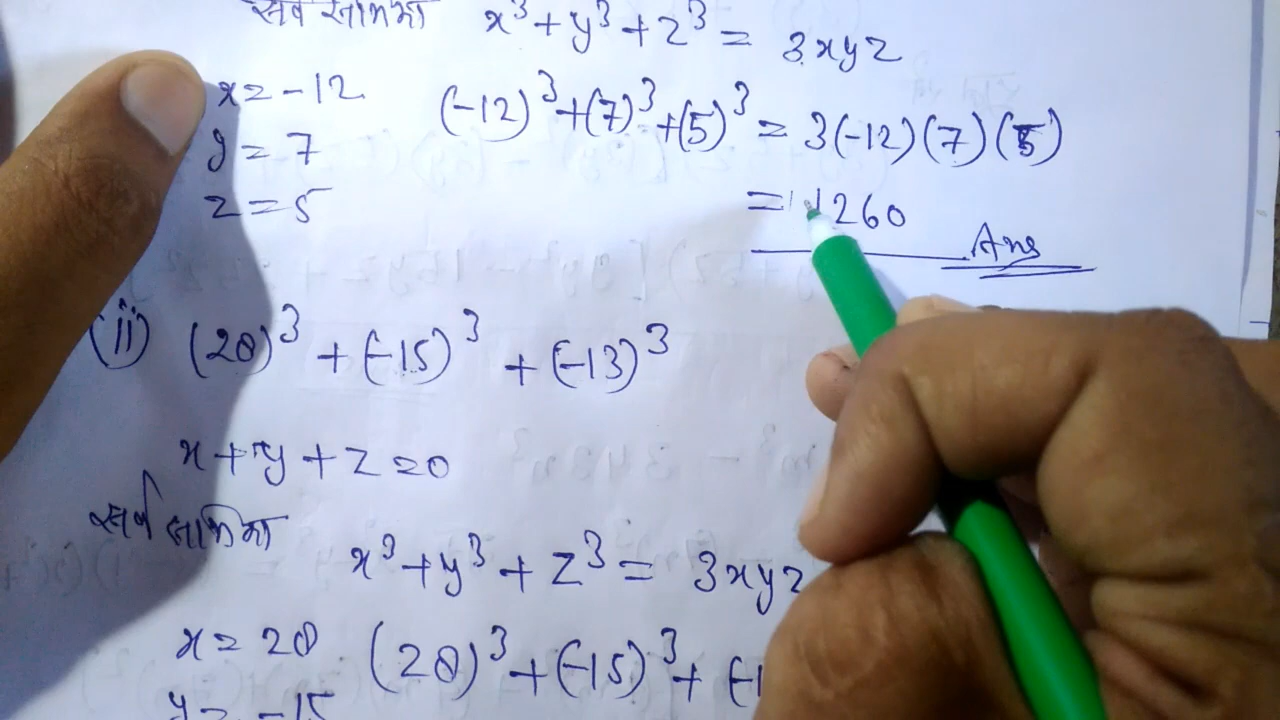 सर्व समिका x³ + y³ + z³ = 3xyz
x = -12 (-12)³ + (7)³ + (5)³ = 3(-12)(7)(5)
y = 7
z = 5 = 1260
Ans
(ii) (28)³ + (-15)³ + (-13)³
x + y + z = 0
सर्व समिका
x³ + y³ + z³ = 3xyz
x = 28 (28)³ + (-15)³ + (-1
y = -15